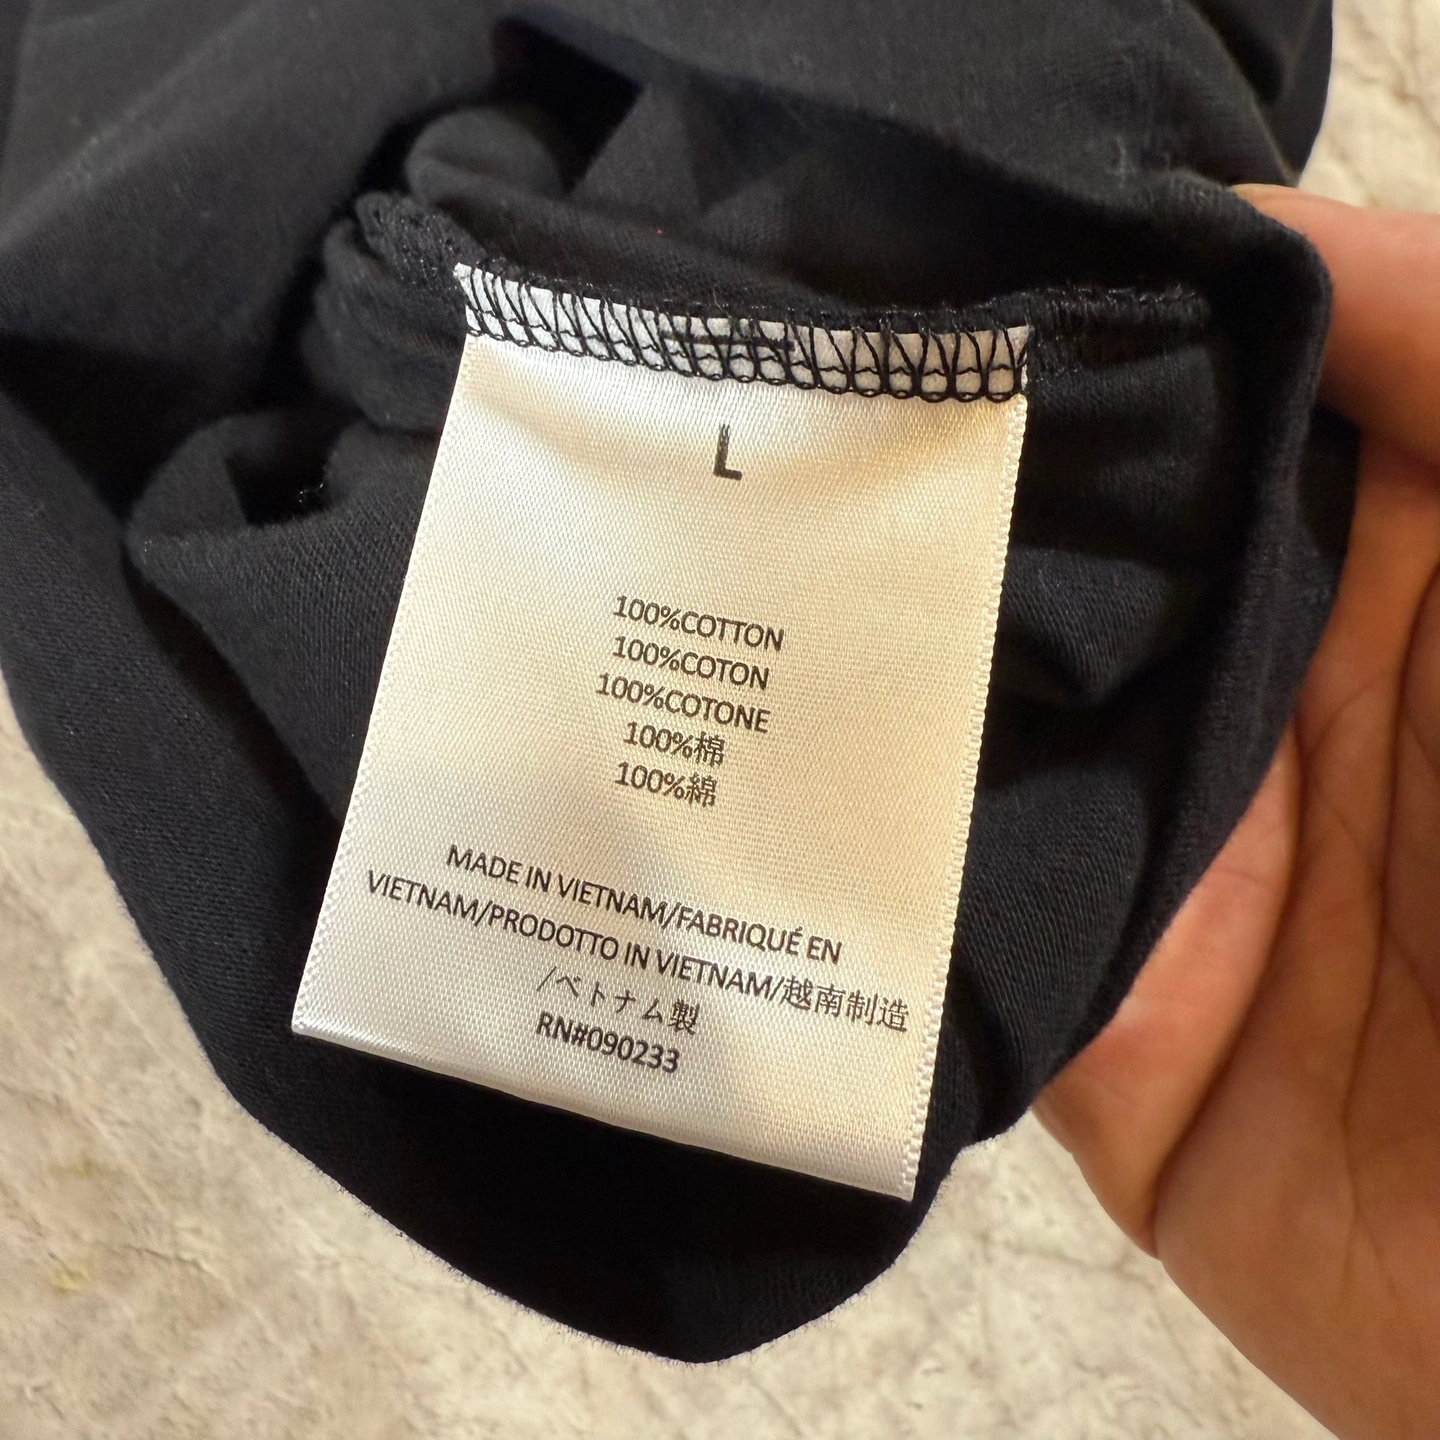 L
100%COTTON
100%COTON
100%COTONE
100%棉
100%綿
MADE IN VIETNAM/FABRIQUÉ EN
VIETNAM/PRODOTTO IN VIETNAM/越南制造
/ベトナム製
RN#090233